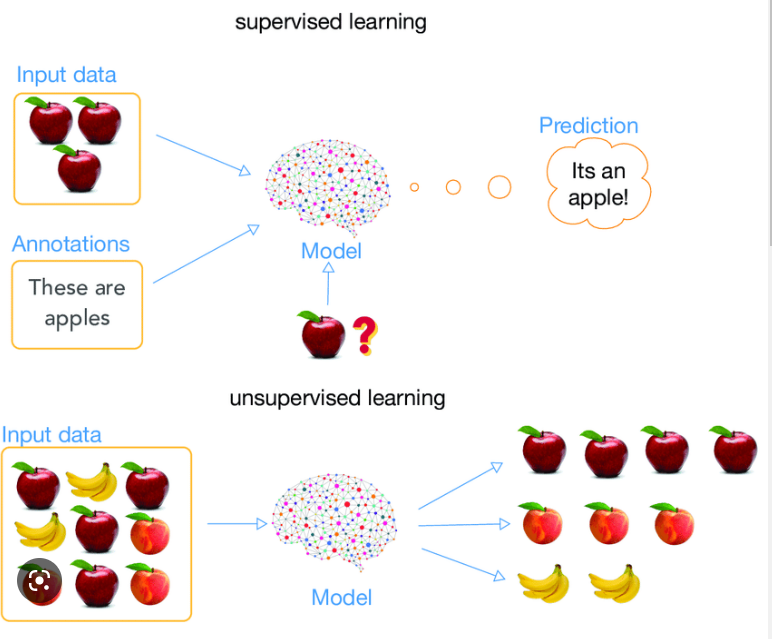 supervised learning
Input data
Prediction
Its an
apple!
Annotations
Model
These are
apples
?
unsupervised learning
Input data
Model